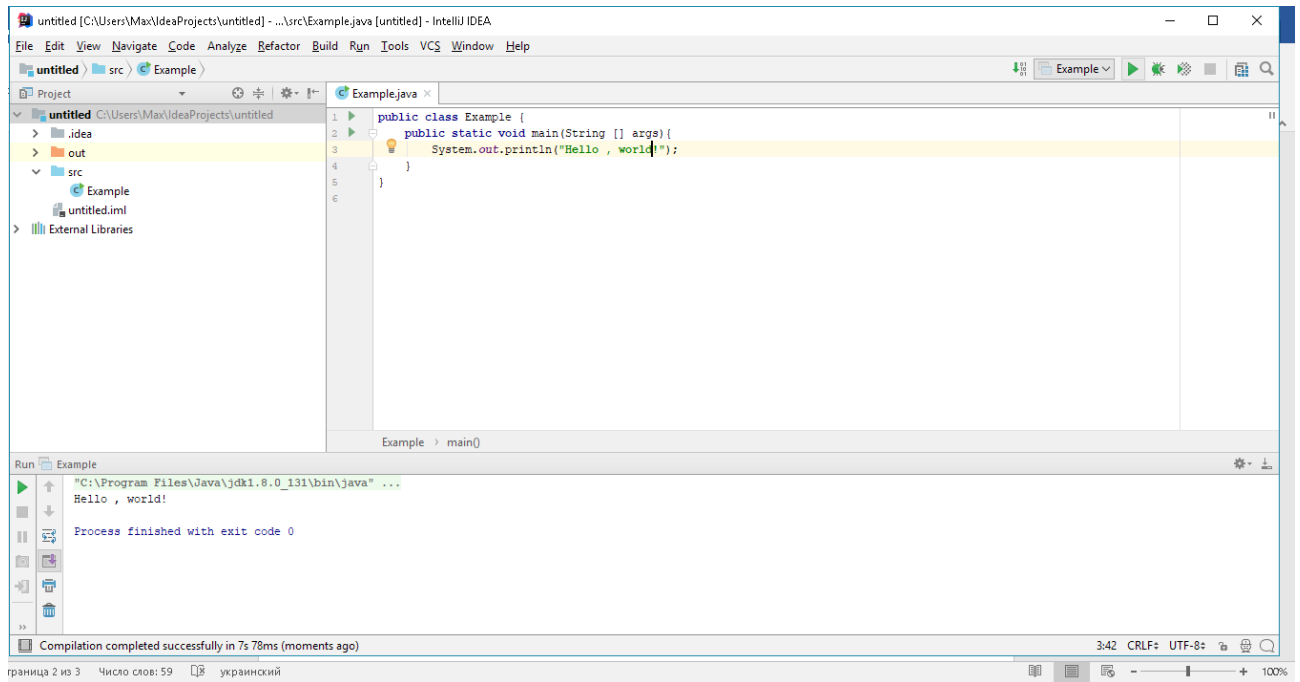 untitled [C:\Users\Max\IdeaProjects\untitled] - ...\src\Example.java [untitled] - IntelliJ IDEA
File Edit View Navigate Code Analyze Refactor Build Run Tools VCS Window Help
untitled src Example
Example
Project
Example.java
untitled C:\Users\Max\IdeaProjects\untitled
.idea
out
src
Example
untitled.iml
External Libraries
1 public class Example {
2 public static void main(String [] args){
3 System.out.println("Hello , world!");
4 }
5 }
6
Example > main()
Run Example
"C:\Program Files\Java\jdk1.8.0_131\bin\java" ...
Hello , world!
Process finished with exit code 0
Compilation completed successfully in 7s 78ms (moments ago)
3:42 CRLF UTF-8
траница 2 из 3 Число слов: 59 украинский
100%